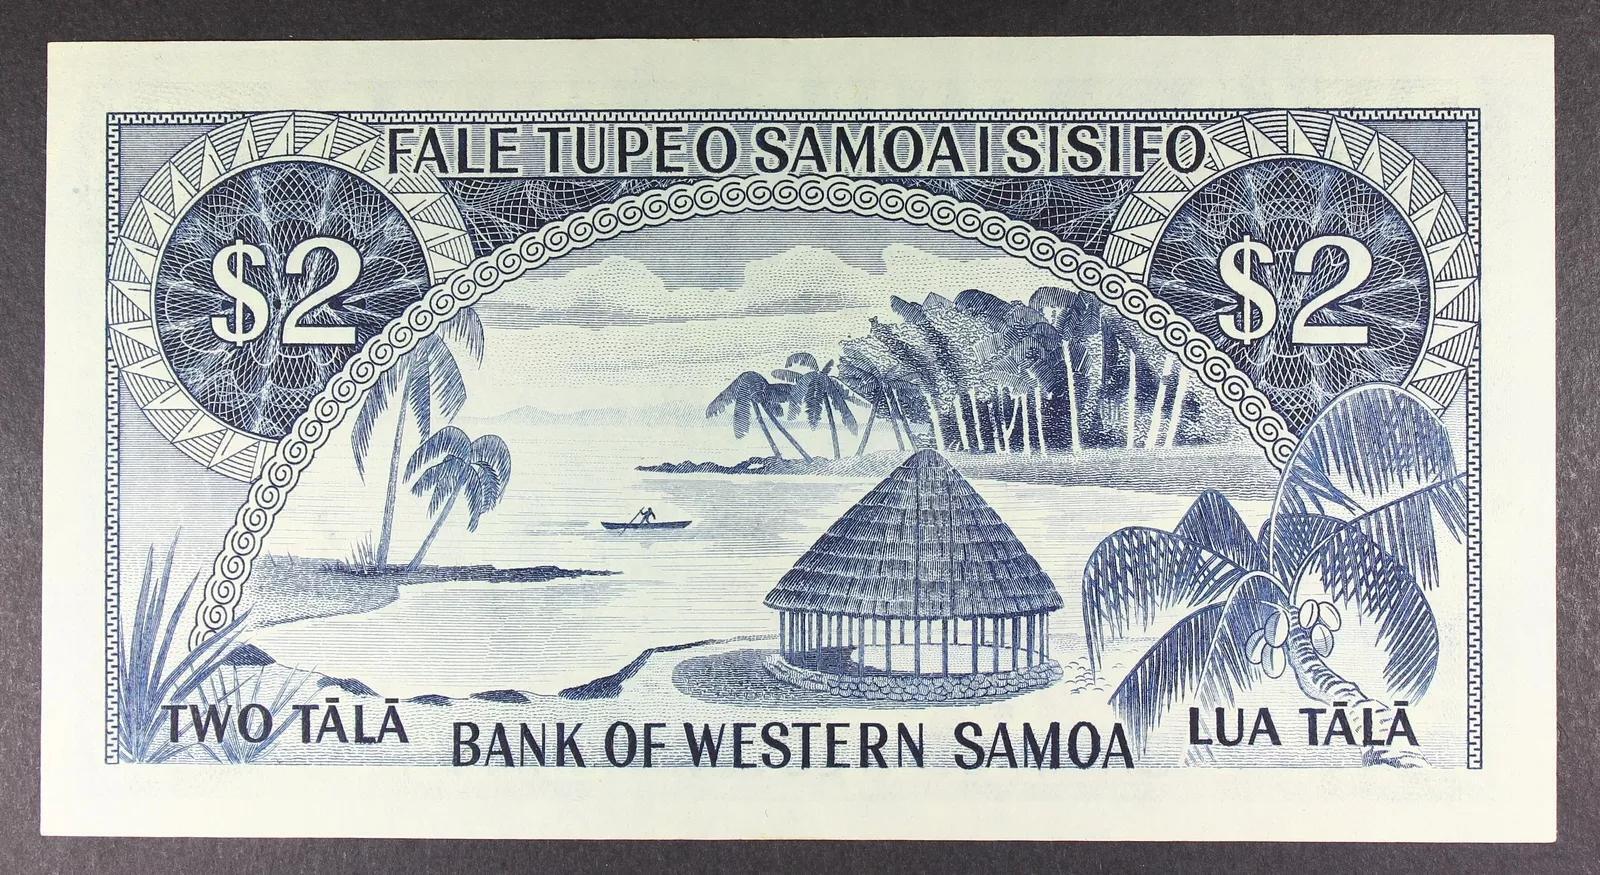 FALE TUPE O SAMOA I SISIFO
$2
$2
TWO TĀLĀ
BANK OF WESTERN SAMOA
LUA TĀLĀ